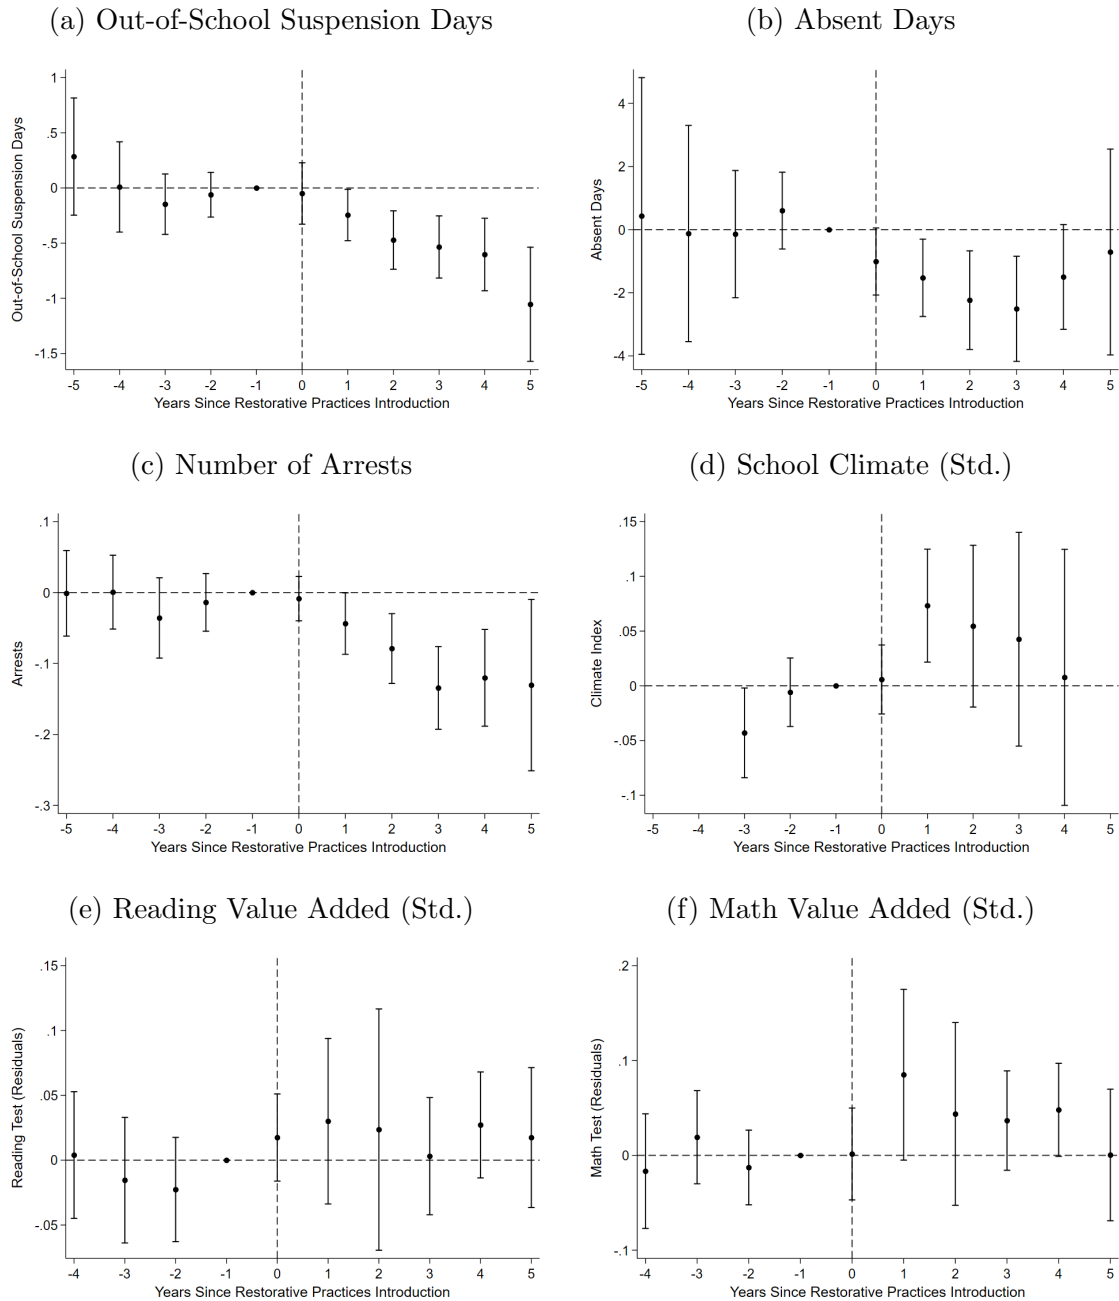 (a) Out-of-School Suspension Days
(b) Absent Days
1
.5
0
-.5
-1
-1.5
Out-of-School Suspension Days
-5 -4 -3 -2 -1 0 1 2 3 4 5
Years Since Restorative Practices Introduction
4
2
0
-2
-4
Absent Days
-5 -4 -3 -2 -1 0 1 2 3 4 5
Years Since Restorative Practices Introduction
(c) Number of Arrests
(d) School Climate (Std.)
.1
0
-.1
-.2
-.3
Arrests
-5 -4 -3 -2 -1 0 1 2 3 4 5
Years Since Restorative Practices Introduction
.15
.1
.05
0
-.05
-.1
Climate Index
-5 -4 -3 -2 -1 0 1 2 3 4 5
Years Since Restorative Practices Introduction
(e) Reading Value Added (Std.)
(f) Math Value Added (Std.)
.15
.1
.05
0
-.05
Reading Test (Residuals)
-4 -3 -2 -1 0 1 2 3 4 5
Years Since Restorative Practices Introduction
.2
.1
0
-.1
Math Test (Residuals)
-4 -3 -2 -1 0 1 2 3 4 5
Years Since Restorative Practices Introduction